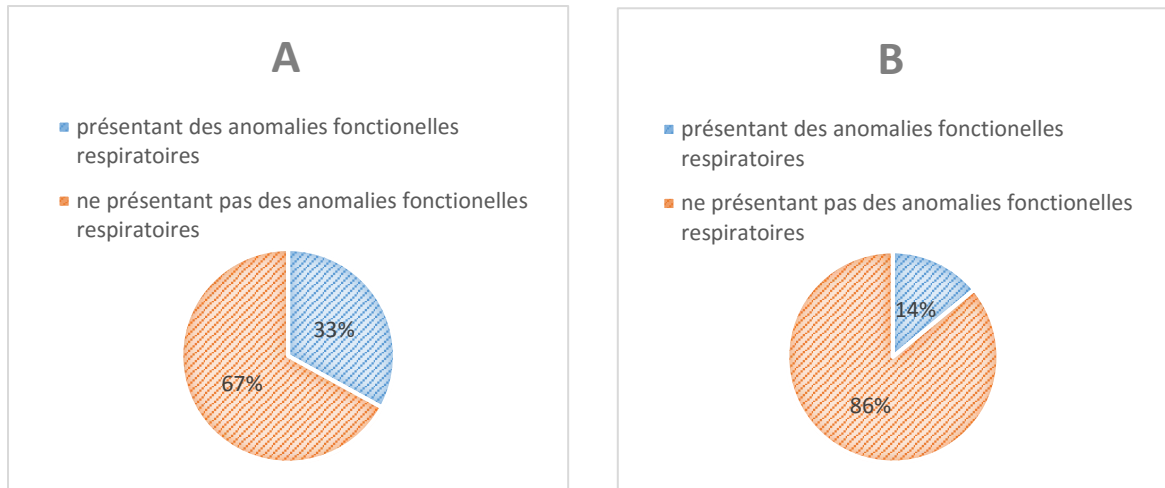 A
présentant des anomalies fonctionelles
respiratoires
ne présentant pas des anomalies fonctionelles
respiratoires
33%
67%
B
présentant des anomalies fonctionelles
respiratoires
ne présentant pas des anomalies fonctionelles
respiratoires
14%
86%